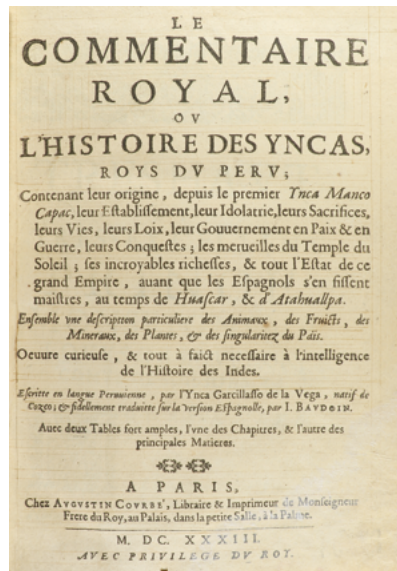 LE
COMMENTAIRE
ROYAL,
OV
L'HISTOIRE DES YNCAS,
ROYS DV PERV;
Contenant leur origine, depuis le premier Ynca Manco
Capac, leur Eſtabliſſement, leur Idolatrie, leurs Sacrifices,
leurs Vies, leurs Loix, leur Gouuernement en Paix & en
Guerre, leurs Conqueſtes; les merueilles du Temple du
Soleil; ſes incroyables richeſſes, & tout l'Eſtat de ce
grand Empire, auant que les Eſpagnols s'en fiſſent
maiſtres, au temps de Huaſcar, & d'Atahuallpa.
Enſemble vne deſcription particuliere des Animaux, des Fruicts, des
Mineraux, des Plantes, & des ſingularitez du Païs.
Oeuure curieuſe, & tout à faict neceſſaire à l'intelligence
de l'Hiſtoire des Indes.
Eſcritte en langue Peruuienne, par l'Ynca Garcillaſſo de la Vega, natif de
Cozco; & fidellement traduitte ſur la verſion Eſpagnolle, par I. BAVDOIN.
Auec deux Tables fort amples, l'vne des Chapitres, & l'autre des
principales Matieres.
A PARIS,
Chez AVGVSTIN COVRBE', Libraire & Imprimeur de Monſeigneur
Frere du Roy, au Palais, dans la petite Salle, à la Palme.
M. DC. XXXIII.
AVEC PRIVILEGE DV ROY.